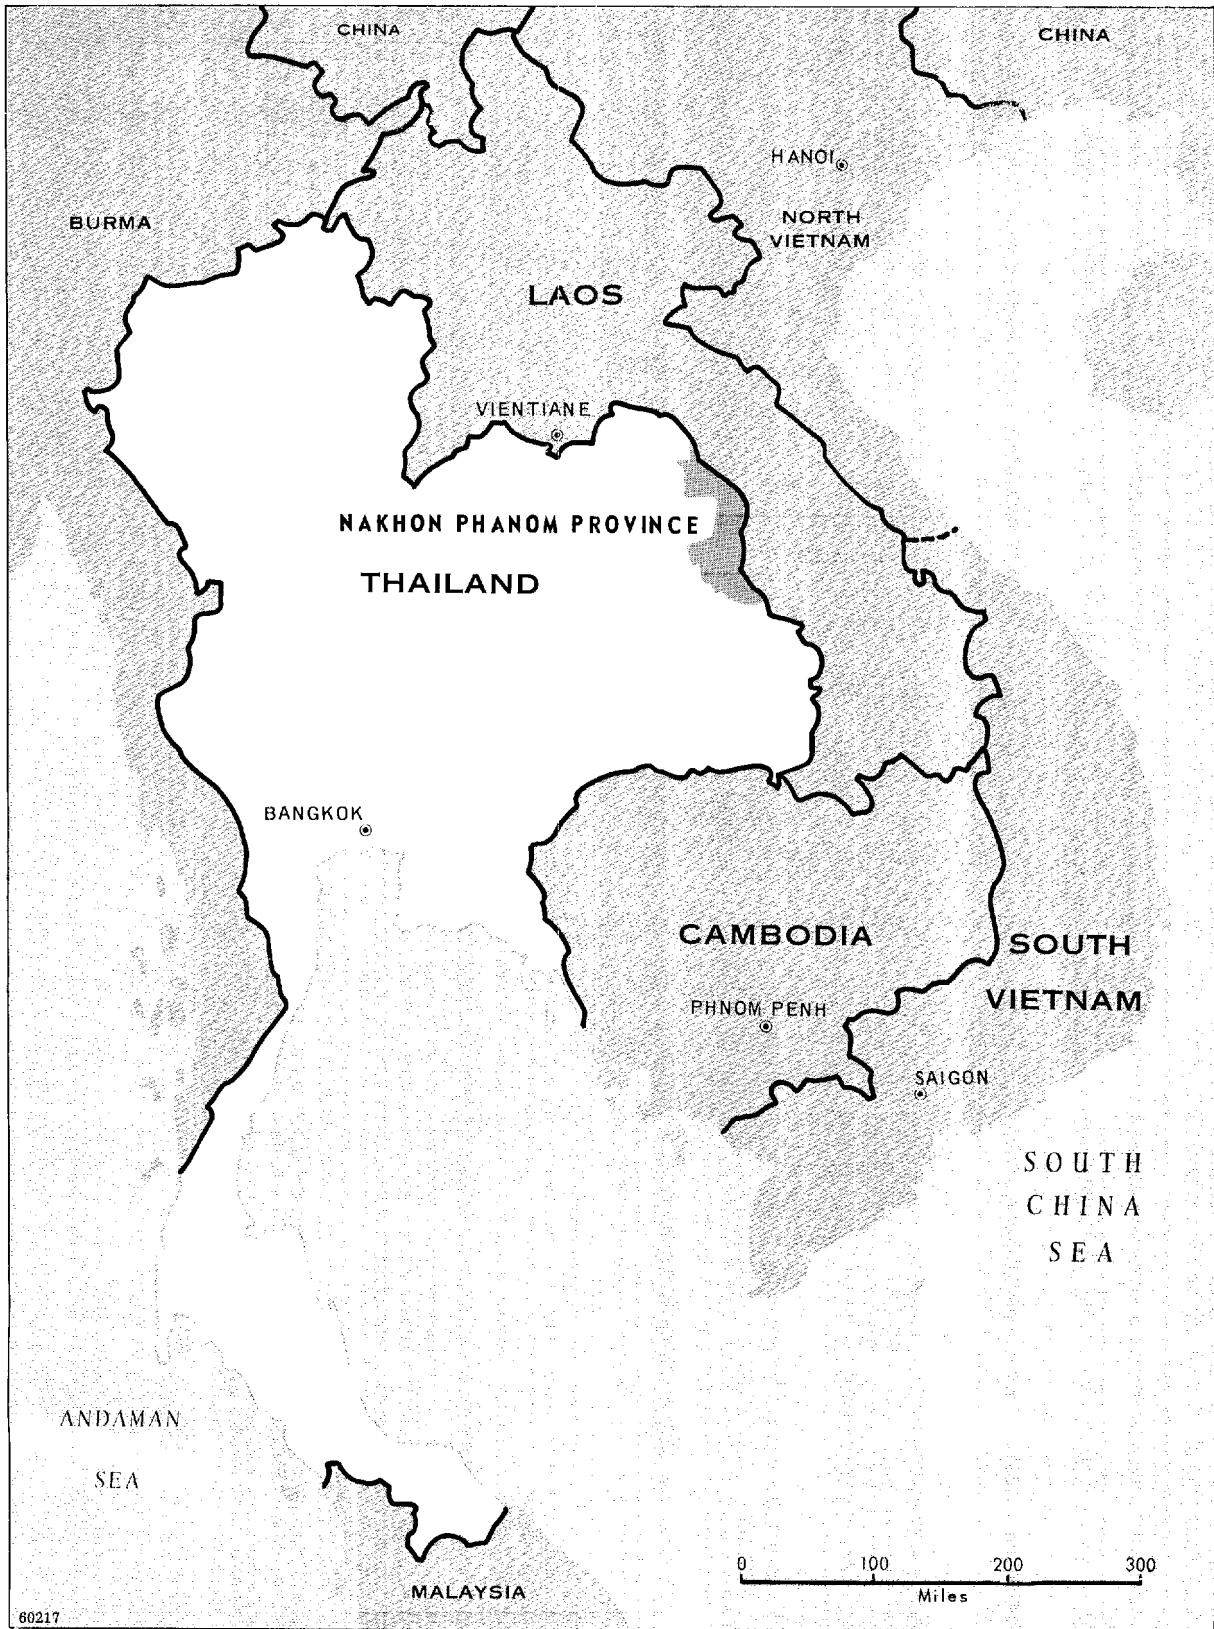 CHINA
CHINA
HANOI
BURMA
NORTH
VIETNAM
LAOS
VIENTIANE
NAKHON PHANOM PROVINCE
THAILAND
BANGKOK
CAMBODIA
SOUTH
VIETNAM
PHNOM PENH
SAIGON
SOUTH
CHINA
SEA
ANDAMAN
SEA
0 100 200 300
Miles
MALAYSIA
60217